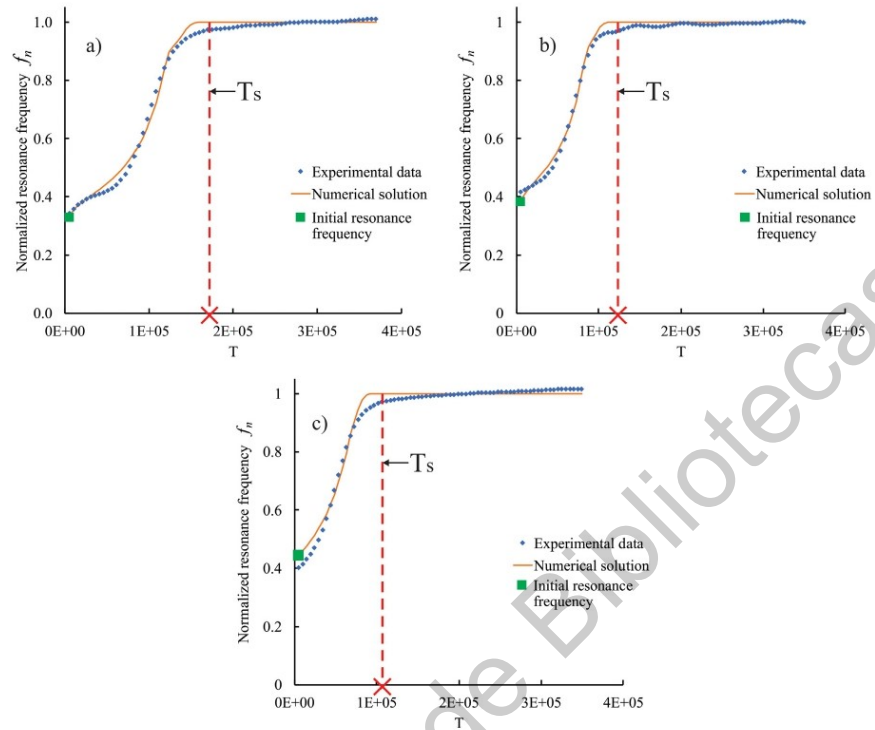 Normalized resonance frequency fn
1.0
0.8
0.6
0.4
0.2
0.0
0E+00
1E+05
2E+05
3E+05
4E+05
T
a)
Ts
Experimental data
Numerical solution
Initial resonance
frequency
Normalized resonance frequency fn
1.0
0.8
0.6
0.4
0.2
0
0E+00
1E+05
2E+05
3E+05
4E+05
T
b)
Ts
Experimental data
Numerical solution
Initial resonance
frequency
Normalized resonance frequency fn
1
0.8
0.6
0.4
0.2
0
0E+00
1E+05
2E+05
3E+05
4E+05
T
c)
Ts
Experimental data
Numerical solution
Initial resonance
frequency
de Bibliotecas